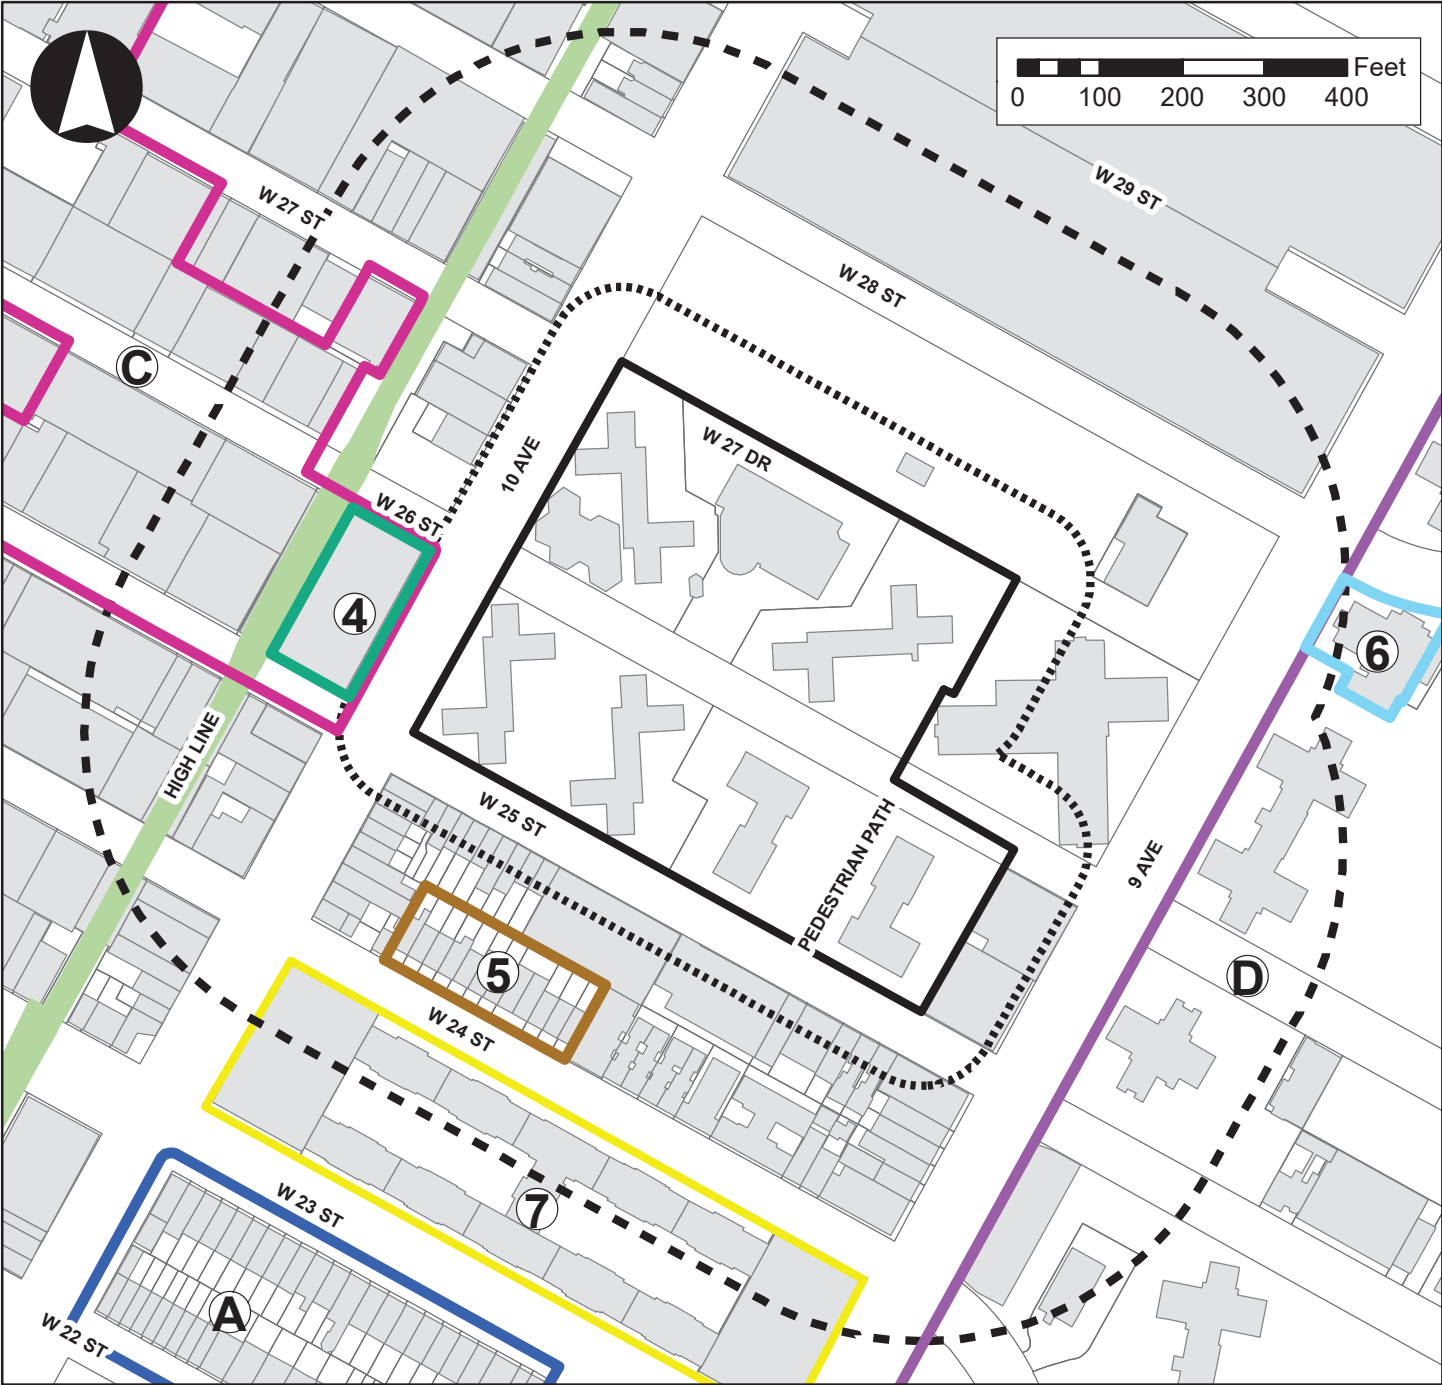 Feet
0 100 200 300 400
W 29 ST
W 27 ST
W 28 ST
C
W 27 DR
10 AVE
W 26 ST
4
6
HIGH LINE
W 25 ST
PEDESTRIAN PATH
9 AVE
5
D
W 24 ST
W 23 ST
7
A
W 22 ST